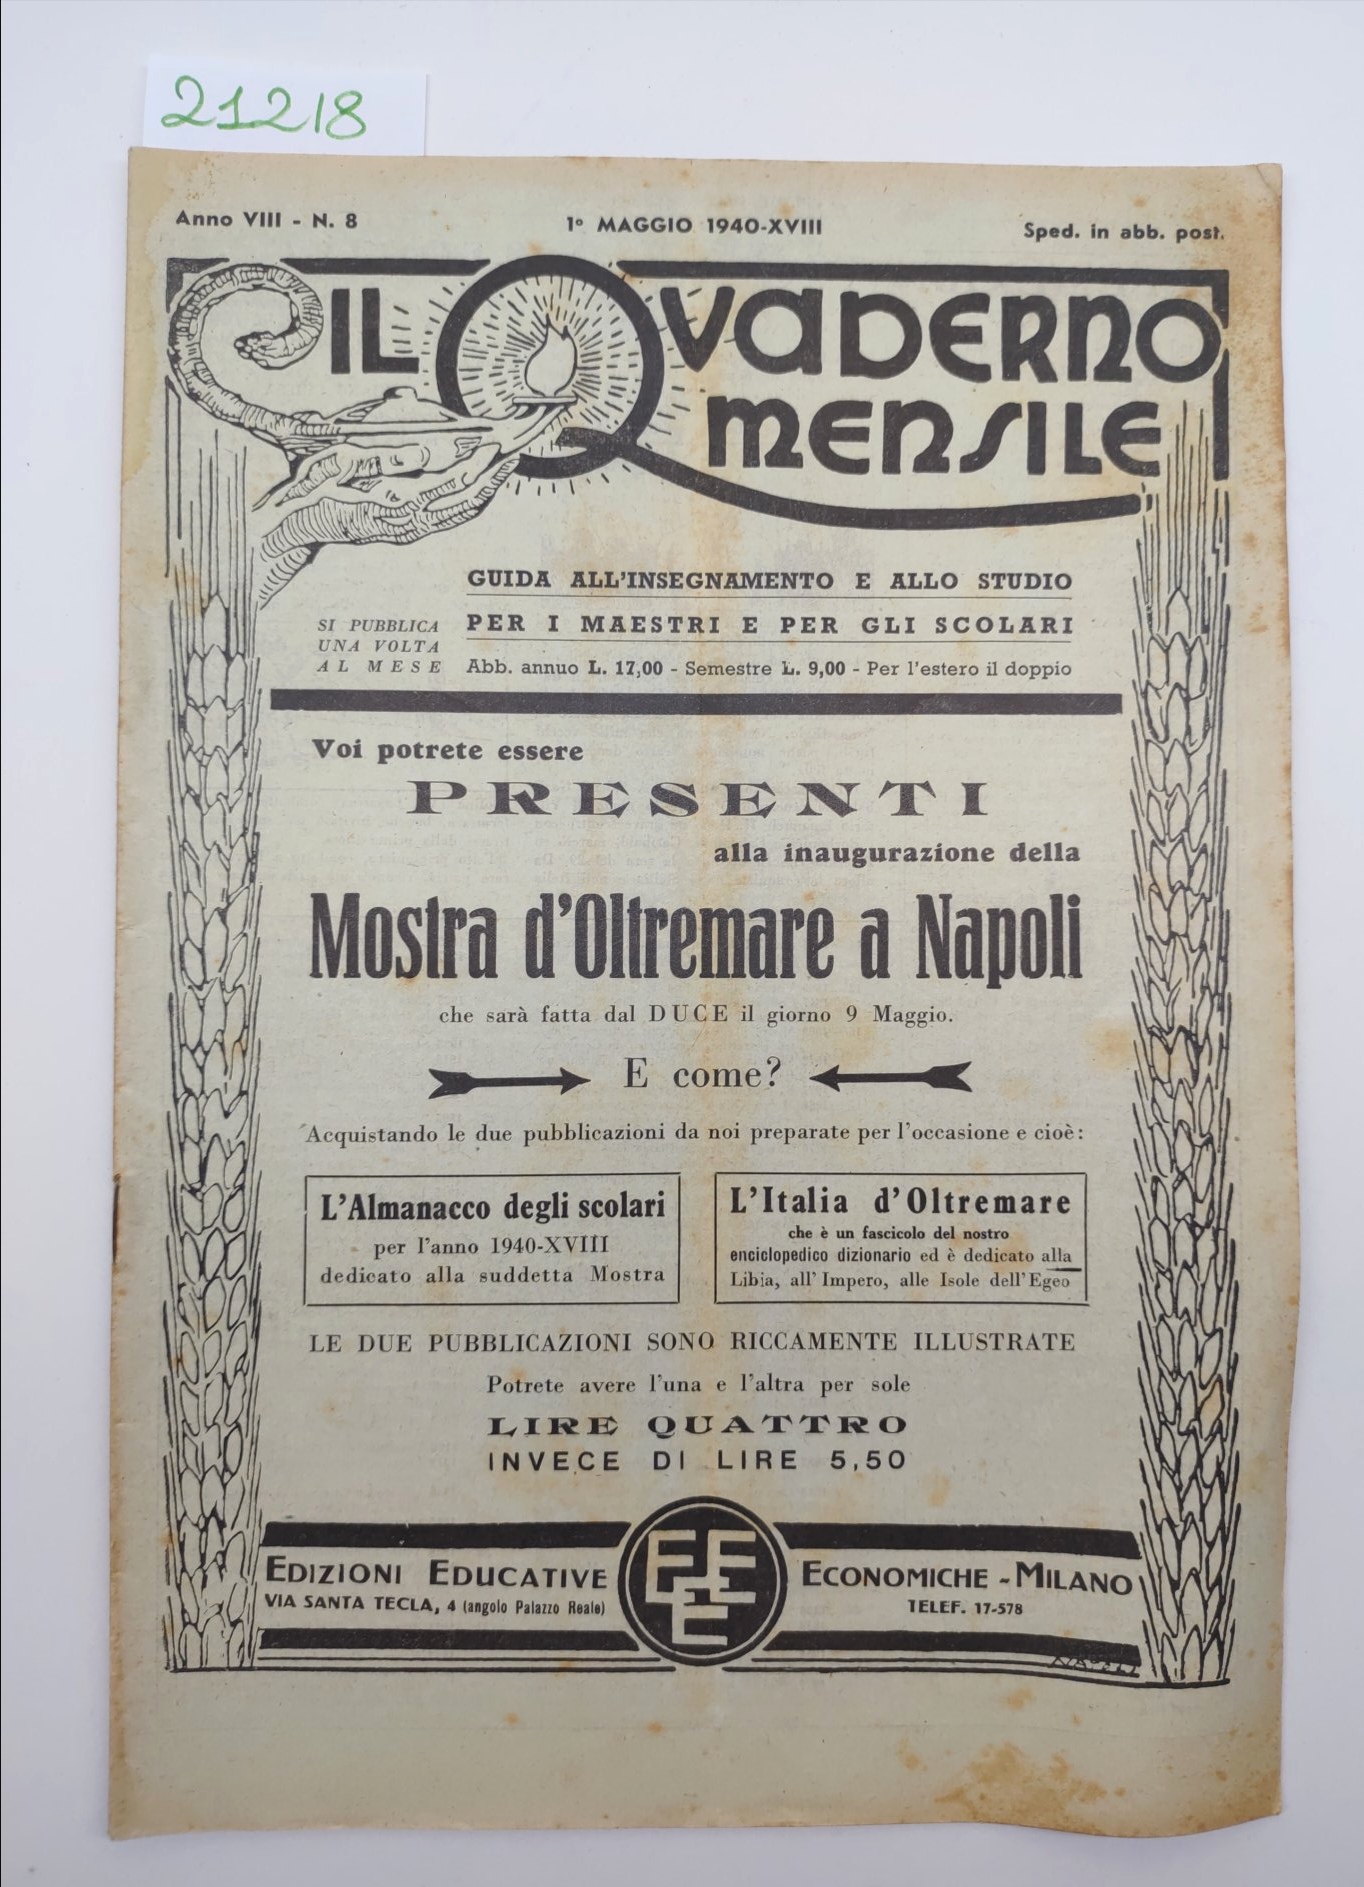 21218
Anno VIII - N. 8
1° MAGGIO 1940-XVIII
Sped. in abb. post.
IL QVADERNO
MENSILE
GUIDA ALL'INSEGNAMENTO E ALLO STUDIO
PER I MAESTRI E PER GLI SCOLARI
SI PUBBLICA
UNA VOLTA
AL MESE
Abb. annuo L. 17,00 - Semestre L. 9,00 - Per l'estero il doppio
Voi potrete essere
PRESENTI
alla inaugurazione della
Mostra d'Oltremare a Napoli
che sarà fatta dal DUCE il giorno 9 Maggio.
E come?
Acquistando le due pubblicazioni da noi preparate per l'occasione e cioè:
L'Almanacco degli scolari
per l'anno 1940-XVIII
dedicato alla suddetta Mostra
L'Italia d'Oltremare
che è un fascicolo del nostro
enciclopedico dizionario ed è dedicato alla
Libia, all'Impero, alle Isole dell'Egeo
LE DUE PUBBLICAZIONI SONO RICCAMENTE ILLUSTRATE
Potrete avere l'una e l'altra per sole
LIRE QUATTRO
INVECE DI LIRE 5,50
EDIZIONI EDUCATIVE
VIA SANTA TECLA, 4 (angolo Palazzo Reale)
EEE
ECONOMICHE - MILANO
TELEF. 17-578